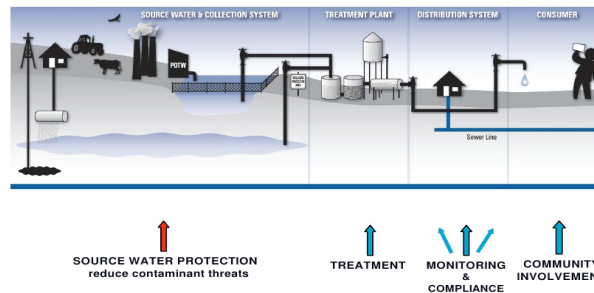 SOURCE WATER & COLLECTION SYSTEM
TREATMENT PLANT
DISTRIBUTION SYSTEM
CONSUMER
POTW
Sewer Line
SOURCE WATER PROTECTION
reduce contaminant threats
TREATMENT
MONITORING
&
COMPLIANCE
COMMUNITY
INVOLVEMEN